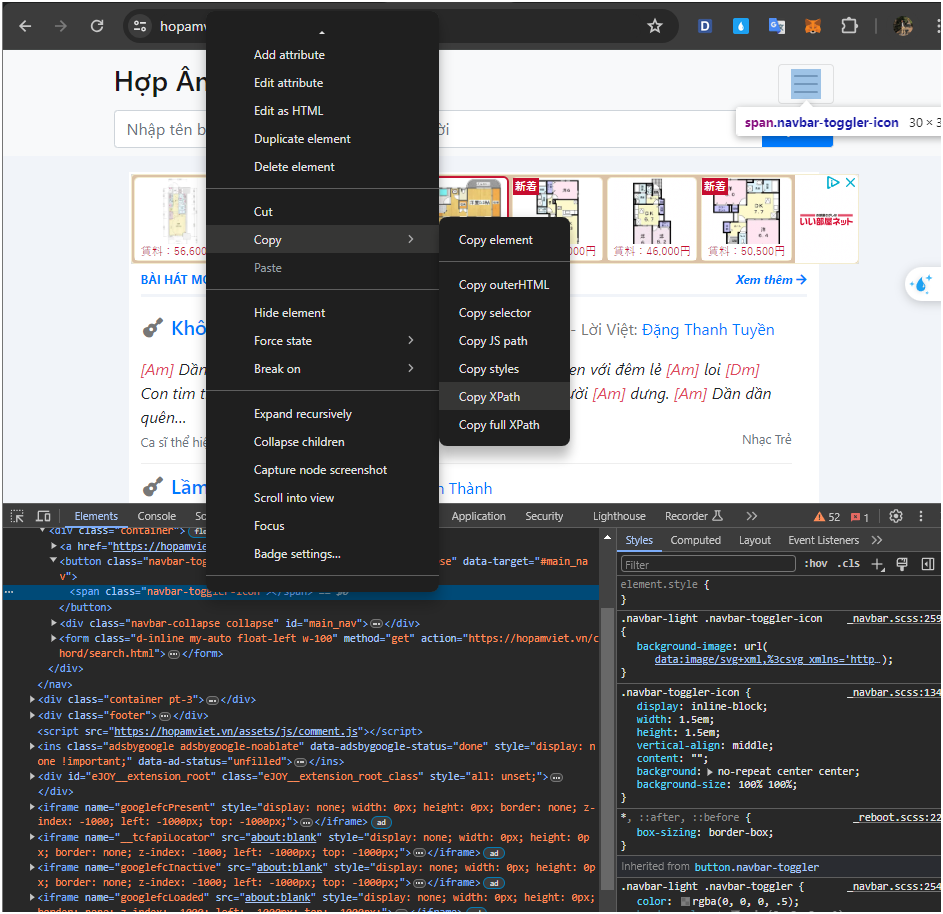 hopamv
Add attribute
Edit attribute
Edit as HTML
Duplicate element
Delete element
Cut
Copy
Paste
Hide element
Force state
Break on
Expand recursively
Collapse children
Capture node screenshot
Scroll into view
Focus
Badge settings...
Copy element
Copy outerHTML
Copy selector
Copy JS path
Copy styles
Copy XPath
Copy full XPath
Hợp Âm
Nhập tên b
ời
span.navbar-toggler-icon 30 × 3
賃料：56,600
新着
000円
賃料：46,000円
新着
賃料：50,500円
いい部屋ネット
BÀI HÁT MỚ
Xem thêm →
Khô
- Lời Việt: Đặng Thanh Tuyền
[Am] Dần
en với đêm lẻ [Am] loi [Dm]
Con tim t
ười [Am] dưng. [Am] Dần dần
quên...
Ca sĩ thể hiệ
Nhạc Trẻ
Lầm
n Thành
Elements
Console
So
Application
Security
Lighthouse
Recorder
52
1
<div class="container"> fle
<a href="https://hopamvie
<button class="navbar-tog
se" data-target="#main_na
v">
<span class="navbar-toggler-icon"></span> == $0
</button>
<div class="navbar-collapse collapse" id="main_nav"> </div>
<form class="d-inline my-auto float-left w-100" method="get" action="https://hopamviet.vn/c
hord/search.html"> </form>
</div>
</nav>
<div class="container pt-3"> </div>
<div class="footer"> </div>
<script src="https://hopamviet.vn/assets/js/comment.js"></script>
<ins class="adsbygoogle adsbygoogle-noablate" data-adsbygoogle-status="done" style="display: n
one !important;" data-ad-status="unfilled"> </ins>
<div id="eJOY__extension_root" class="eJOY__extension_root_class" style="all: unset;">
</div>
<iframe name="googlefcPresent" style="display: none; width: 0px; height: 0px; border: none; z-
index: -1000; left: -1000px; top: -1000px;"> </iframe> ad
<iframe name="__tcfapiLocator" src="about:blank" style="display: none; width: 0px; height: 0p
x; border: none; z-index: -1000; left: -1000px; top: -1000px;"> </iframe> ad
<iframe name="googlefcInactive" src="about:blank" style="display: none; width: 0px; height: 0p
x; border: none; z-index: -1000; left: -1000px; top: -1000px;"> </iframe> ad
<iframe name="googlefcLoaded" src="about:blank" style="display: none; width: 0px; height: 0px;
border: none; z-index: -1000; left: -1000px; top: -1000px;"> </iframe> ad
Styles
Computed
Layout
Event Listeners
Filter
:hov .cls
element.style {
}
.navbar-light .navbar-toggler-icon _navbar.scss:259
{
background-image: url(
data:image/svg+xml,%3csvg xmlns='http…);
}
.navbar-toggler-icon { _navbar.scss:134
display: inline-block;
width: 1.5em;
height: 1.5em;
vertical-align: middle;
content: "";
background: no-repeat center center;
background-size: 100% 100%;
}
*, ::after, ::before { _reboot.scss:22
box-sizing: border-box;
}
Inherited from button.navbar-toggler
.navbar-light .navbar-toggler { _navbar.scss:254
color: rgba(0, 0, 0, .5);